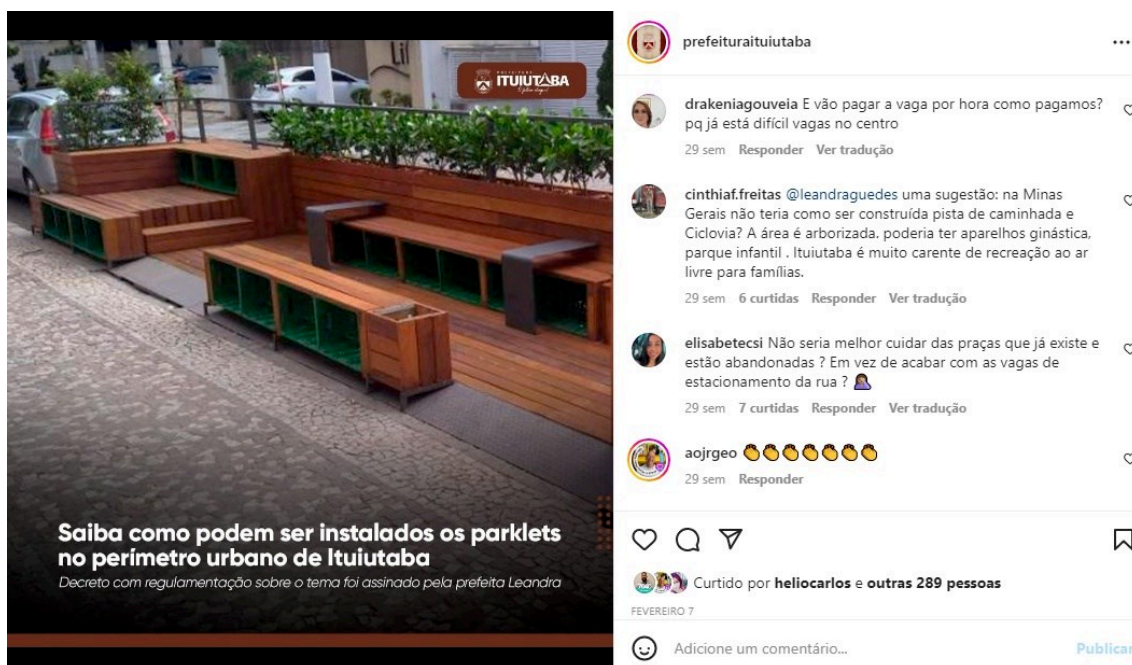 PREFEITURA
ITUIUTABA
Saiba como podem ser instalados os parklets
no perímetro urbano de Ituiutaba
Decreto com regulamentação sobre o tema foi assinado pela prefeita Leandra
prefeituraituiutaba
drakeniagouveia E vão pagar a vaga por hora como pagamos?
pq já está difícil vagas no centro
29 sem Responder Ver tradução
cinthiaf.freitas @leandraguedes uma sugestão: na Minas
Gerais não teria como ser construída pista de caminhada e
Ciclovia? A área é arborizada. poderia ter aparelhos ginástica,
parque infantil . Ituiutaba é muito carente de recreação ao ar
livre para famílias.
29 sem 6 curtidas Responder Ver tradução
elisabetecsi Não seria melhor cuidar das praças que já existe e
estão abandonadas ? Em vez de acabar com as vagas de
estacionamento da rua ? 🤦🏽‍♀️
29 sem 7 curtidas Responder Ver tradução
aojrgeo 👏👏👏👏👏👏👏
29 sem Responder
Curtido por heliocarlos e outras 289 pessoas
FEVEREIRO 7
Adicione um comentário...
Publicar